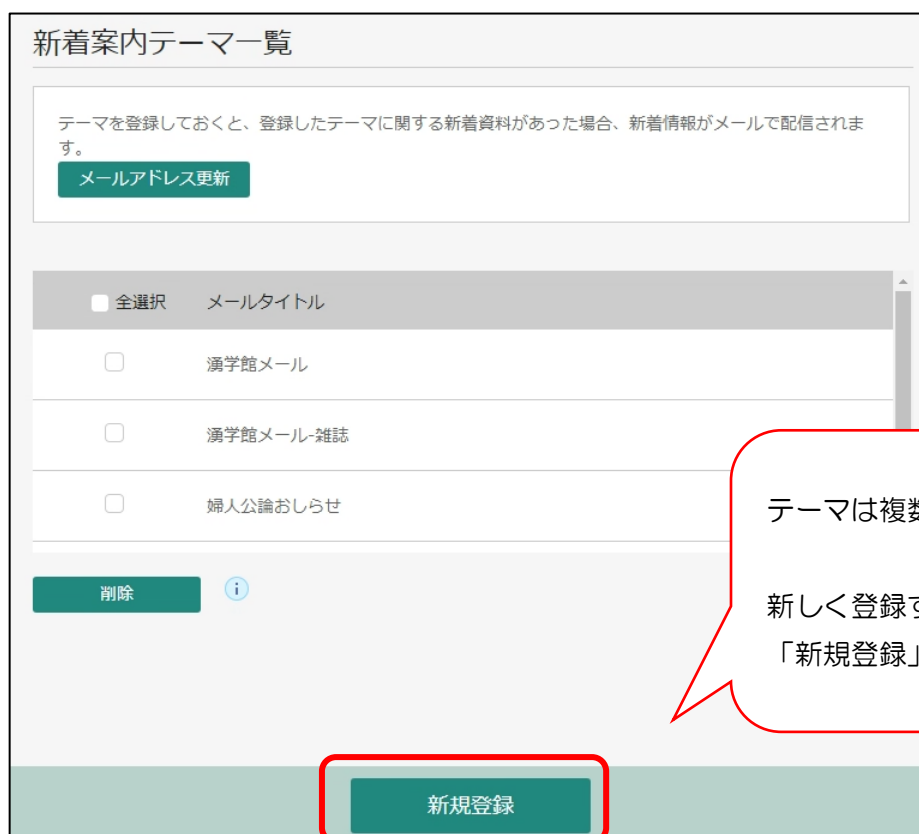 新着案内テーマ一覧
テーマを登録しておくと、登録したテーマに関する新着資料があった場合、新着情報がメールで配信されま
す。
メールアドレス更新
全選択 メールタイトル
湧学館メール
湧学館メール-雑誌
婦人公論おしらせ
テーマは複
新しく登録
「新規登録」
削除
新規登録